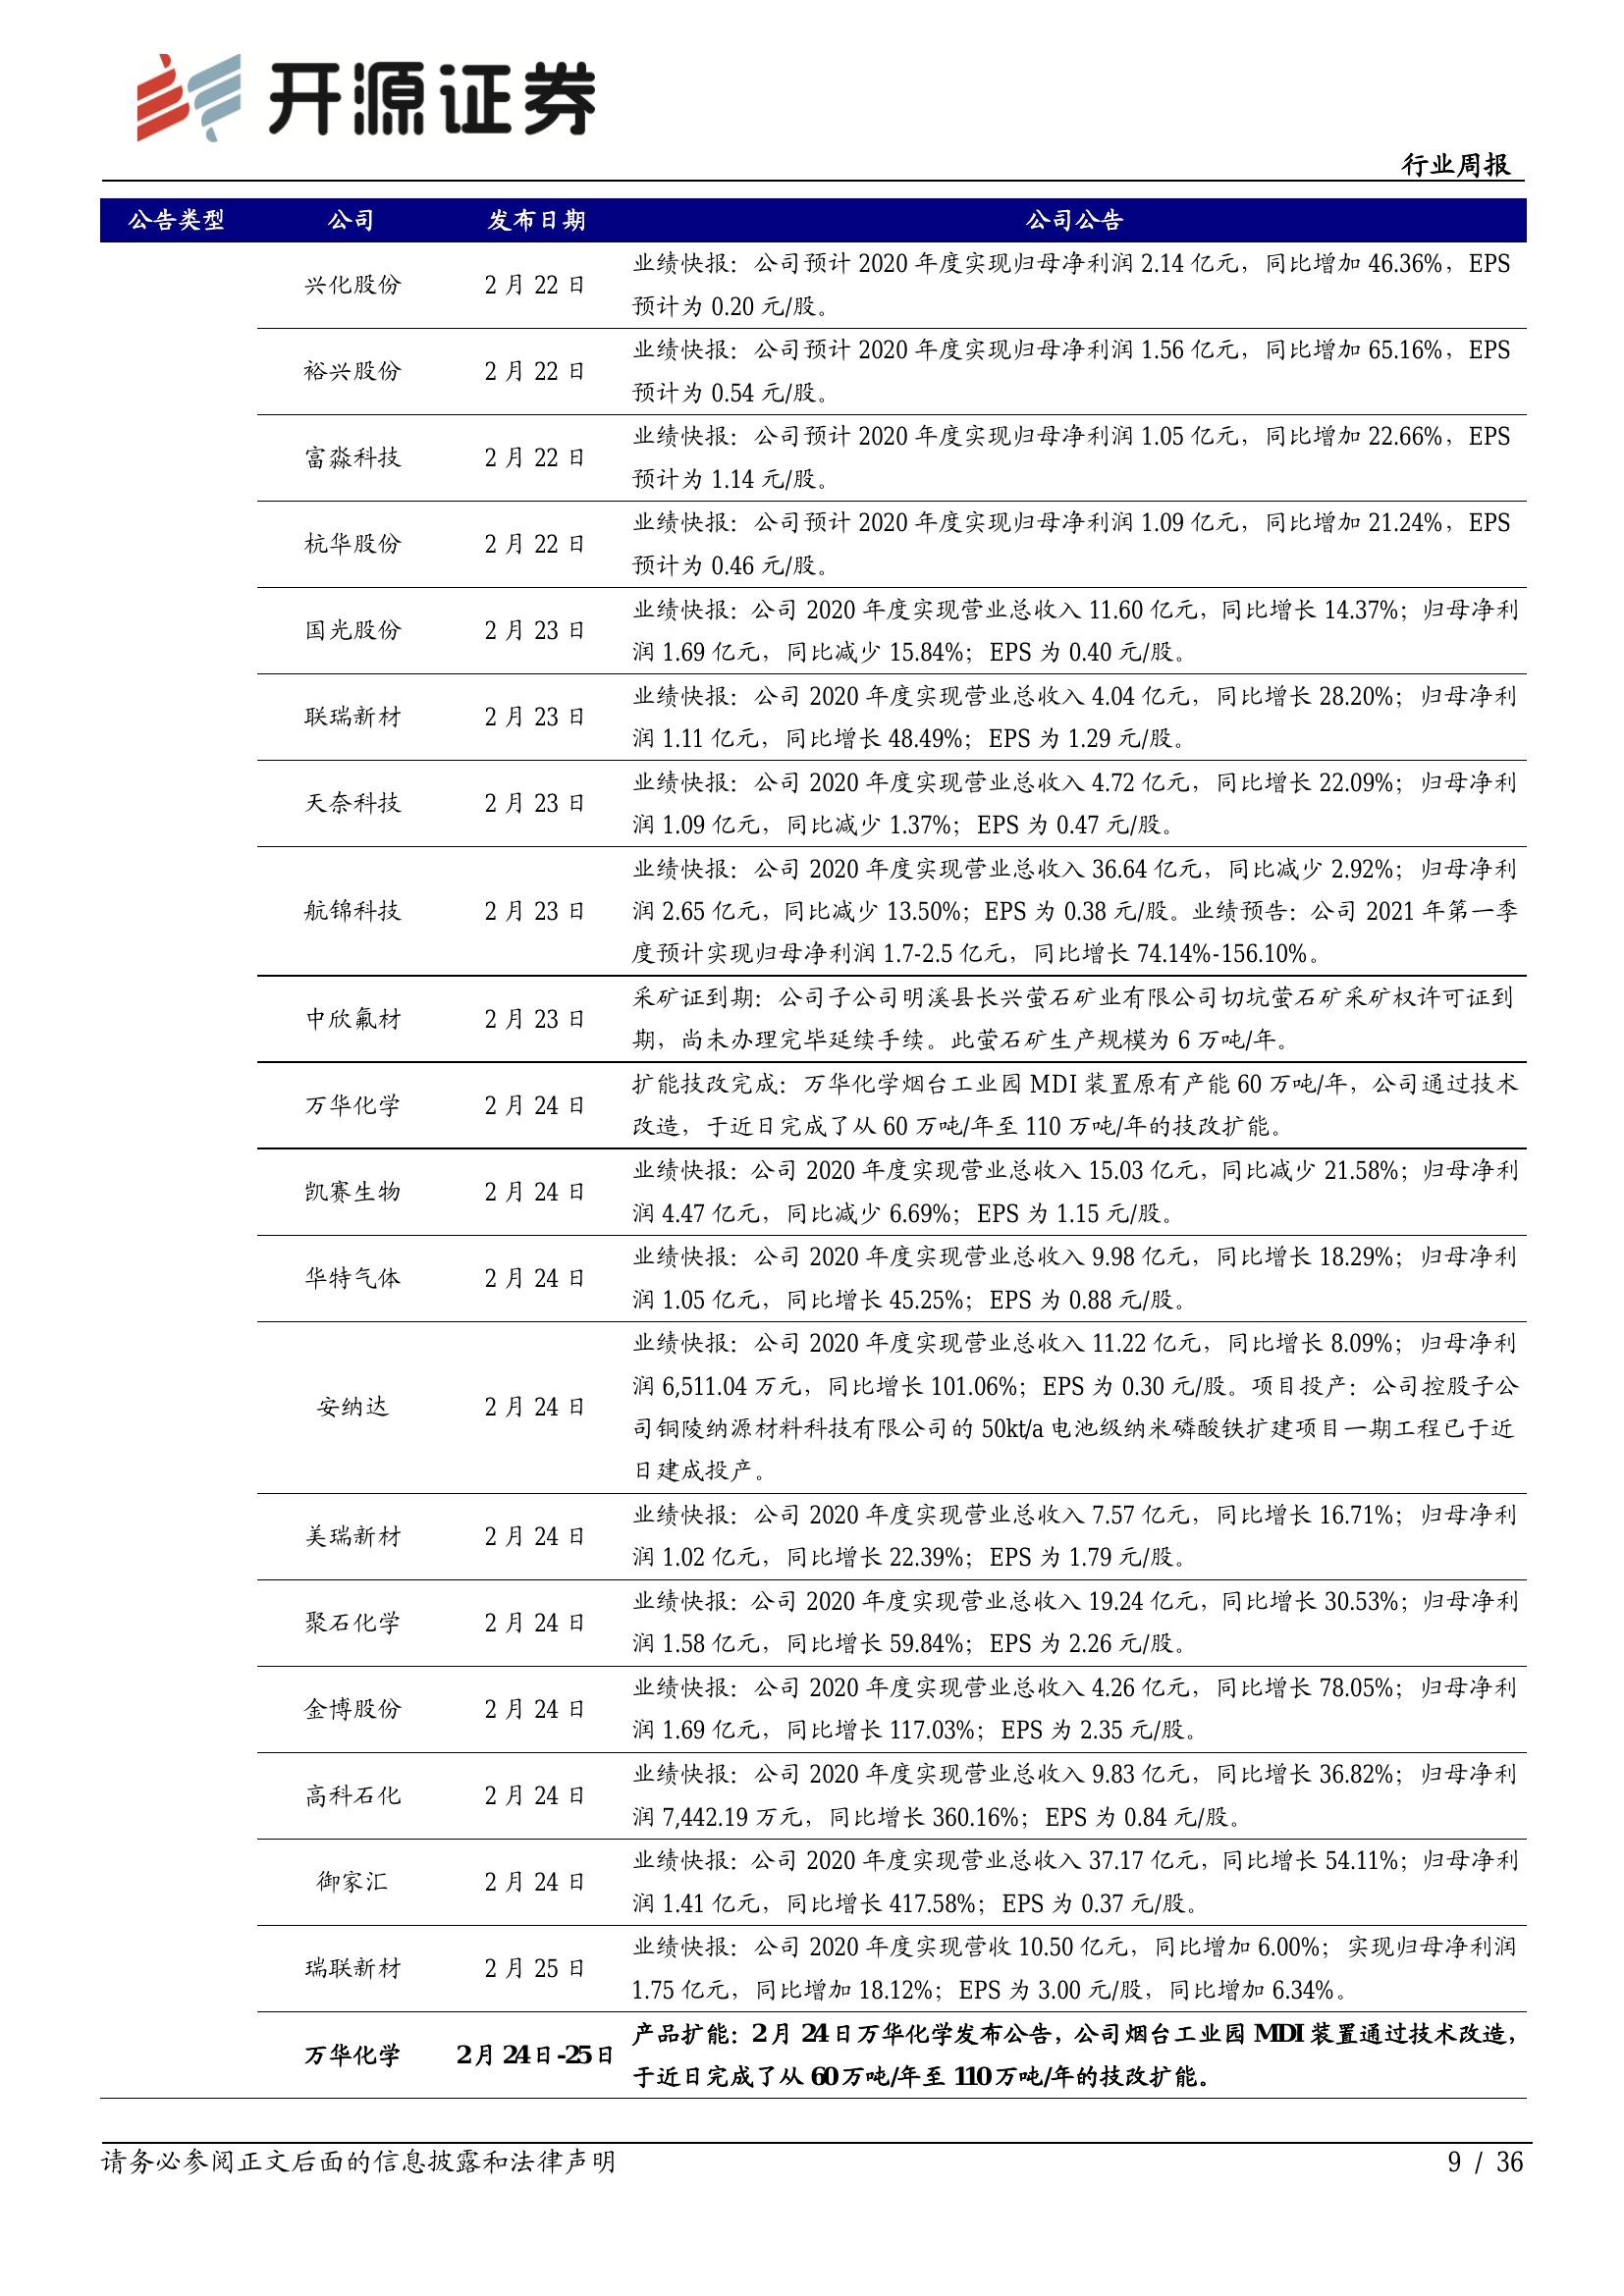 开源证券
行业周报
公告类型 公司 发布日期 公司公告
兴化股份 2 月 22 日 业绩快报：公司预计 2020 年度实现归母净利润 2.14 亿元，同比增加 46.36%，EPS
预计为 0.20 元/股。
裕兴股份 2 月 22 日 业绩快报：公司预计 2020 年度实现归母净利润 1.56 亿元，同比增加 65.16%，EPS
预计为 0.54 元/股。
富淼科技 2 月 22 日 业绩快报：公司预计 2020 年度实现归母净利润 1.05 亿元，同比增加 22.66%，EPS
预计为 1.14 元/股。
杭华股份 2 月 22 日 业绩快报：公司预计 2020 年度实现归母净利润 1.09 亿元，同比增加 21.24%，EPS
预计为 0.46 元/股。
国光股份 2 月 23 日 业绩快报：公司 2020 年度实现营业总收入 11.60 亿元，同比增长 14.37%；归母净利
润 1.69 亿元，同比减少 15.84%；EPS 为 0.40 元/股。
联瑞新材 2 月 23 日 业绩快报：公司 2020 年度实现营业总收入 4.04 亿元，同比增长 28.20%；归母净利
润 1.11 亿元，同比增长 48.49%；EPS 为 1.29 元/股。
天奈科技 2 月 23 日 业绩快报：公司 2020 年度实现营业总收入 4.72 亿元，同比增长 22.09%；归母净利
润 1.09 亿元，同比减少 1.37%；EPS 为 0.47 元/股。
航锦科技 2 月 23 日 业绩快报：公司 2020 年度实现营业总收入 36.64 亿元，同比减少 2.92%；归母净利
润 2.65 亿元，同比减少 13.50%；EPS 为 0.38 元/股。业绩预告：公司 2021 年第一季
度预计实现归母净利润 1.7-2.5 亿元，同比增长 74.14%-156.10%。
中欣氟材 2 月 23 日 采矿证到期：公司子公司明溪县长兴萤石矿业有限公司切坑萤石矿采矿权许可证到
期，尚未办理完毕延续手续。此萤石矿生产规模为 6 万吨/年。
万华化学 2 月 24 日 扩能技改完成：万华化学烟台工业园 MDI 装置原有产能 60 万吨/年，公司通过技术
改造，于近日完成了从 60 万吨/年至 110 万吨/年的技改扩能。
凯赛生物 2 月 24 日 业绩快报：公司 2020 年度实现营业总收入 15.03 亿元，同比减少 21.58%；归母净利
润 4.47 亿元，同比减少 6.69%；EPS 为 1.15 元/股。
华特气体 2 月 24 日 业绩快报：公司 2020 年度实现营业总收入 9.98 亿元，同比增长 18.29%；归母净利
润 1.05 亿元，同比增长 45.25%；EPS 为 0.88 元/股。
安纳达 2 月 24 日 业绩快报：公司 2020 年度实现营业总收入 11.22 亿元，同比增长 8.09%；归母净利
润 6,511.04 万元，同比增长 101.06%；EPS 为 0.30 元/股。项目投产：公司控股子公
司铜陵纳源材料科技有限公司的 50kt/a 电池级纳米磷酸铁扩建项目一期工程已于近
日建成投产。
美瑞新材 2 月 24 日 业绩快报：公司 2020 年度实现营业总收入 7.57 亿元，同比增长 16.71%；归母净利
润 1.02 亿元，同比增长 22.39%；EPS 为 1.79 元/股。
聚石化学 2 月 24 日 业绩快报：公司 2020 年度实现营业总收入 19.24 亿元，同比增长 30.53%；归母净利
润 1.58 亿元，同比增长 59.84%；EPS 为 2.26 元/股。
金博股份 2 月 24 日 业绩快报：公司 2020 年度实现营业总收入 4.26 亿元，同比增长 78.05%；归母净利
润 1.69 亿元，同比增长 117.03%；EPS 为 2.35 元/股。
高科石化 2 月 24 日 业绩快报：公司 2020 年度实现营业总收入 9.83 亿元，同比增长 36.82%；归母净利
润 7,442.19 万元，同比增长 360.16%；EPS 为 0.84 元/股。
御家汇 2 月 24 日 业绩快报：公司 2020 年度实现营业总收入 37.17 亿元，同比增长 54.11%；归母净利
润 1.41 亿元，同比增长 417.58%；EPS 为 0.37 元/股。
瑞联新材 2 月 25 日 业绩快报：公司 2020 年度实现营收 10.50 亿元，同比增加 6.00%；实现归母净利润
1.75 亿元，同比增加 18.12%；EPS 为 3.00 元/股，同比增加 6.34%。
万华化学 2 月 24 日-25 日 产品扩能：2 月 24 日万华化学发布公告，公司烟台工业园 MDI 装置通过技术改造，
于近日完成了从 60 万吨/年至 110 万吨/年的技改扩能。
请务必参阅正文后面的信息披露和法律声明 9 / 36